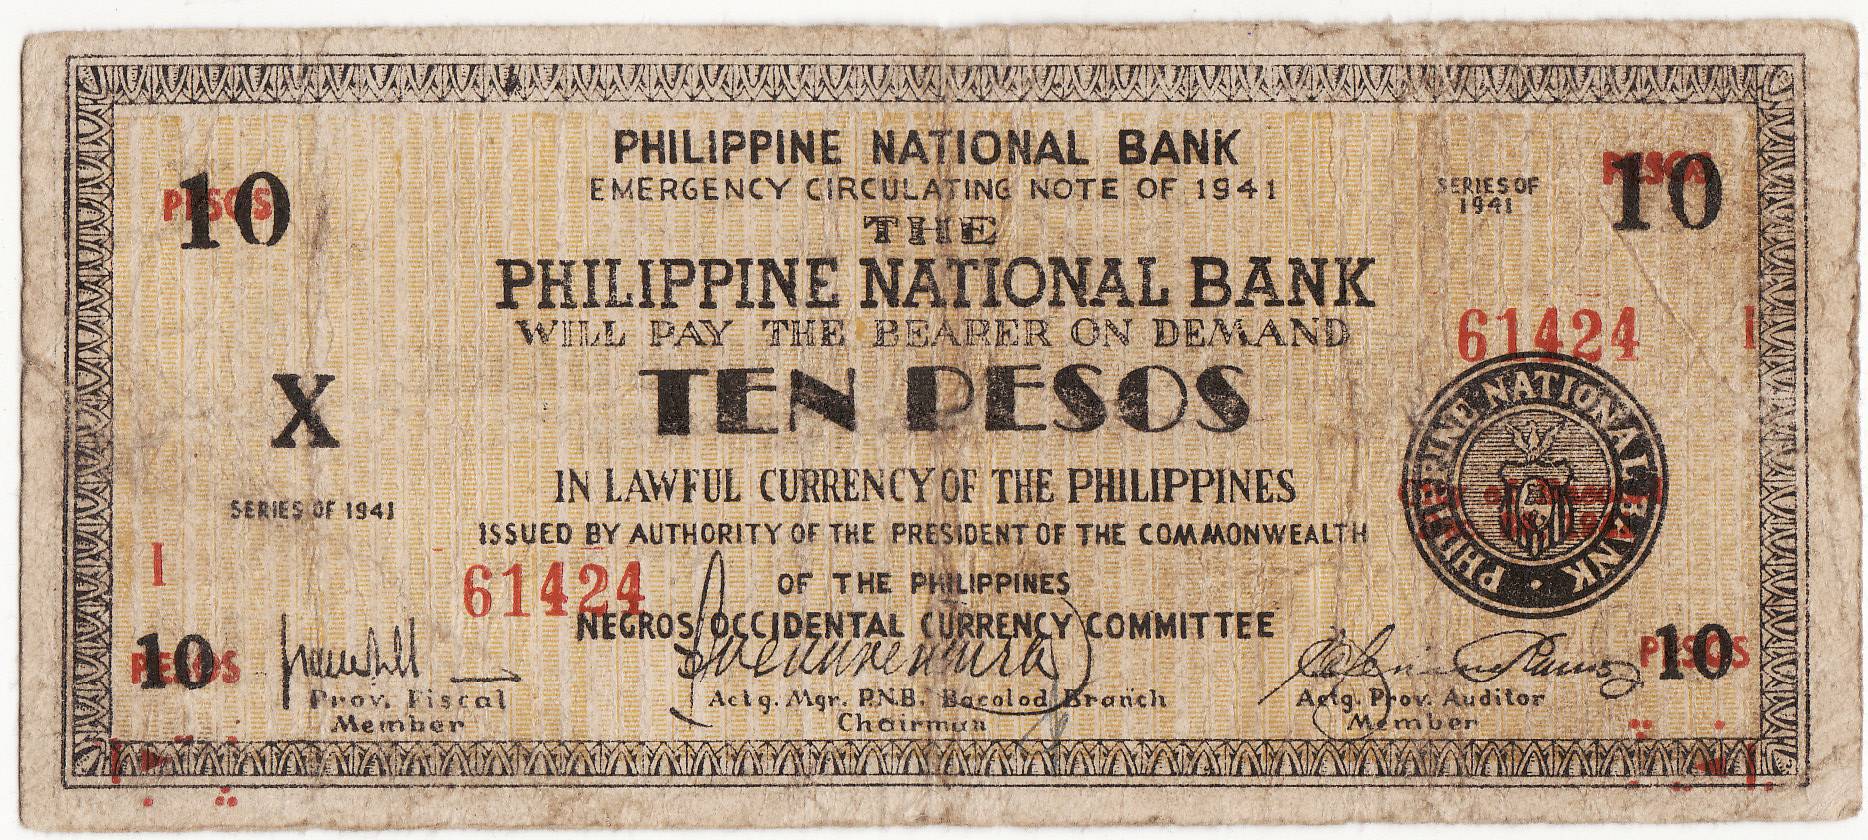 PHILIPPINE NATIONAL BANK
EMERGENCY CIRCULATING NOTE OF 1941
PESOS 10
SERIES OF
1941
PESOS 10
THE
PHILIPPINE NATIONAL BANK
WILL PAY THE BEARER ON DEMAND
61424 I
X
TEN PESOS
PHILIPPINE NATIONAL BANK
IN LAWFUL CURRENCY OF THE PHILIPPINES
SERIES OF 1941
ISSUED BY AUTHORITY OF THE PRESIDENT OF THE COMMONWEALTH
I
61424
OF THE PHILIPPINES
NEGROS OCCIDENTAL CURRENCY COMMITTEE
PESOS 10
PESOS 10
Prov. Fiscal
Member
Actg. Mgr. P.N.B. Bacolod Branch
Chairman
Actg. Prov. Auditor
Member